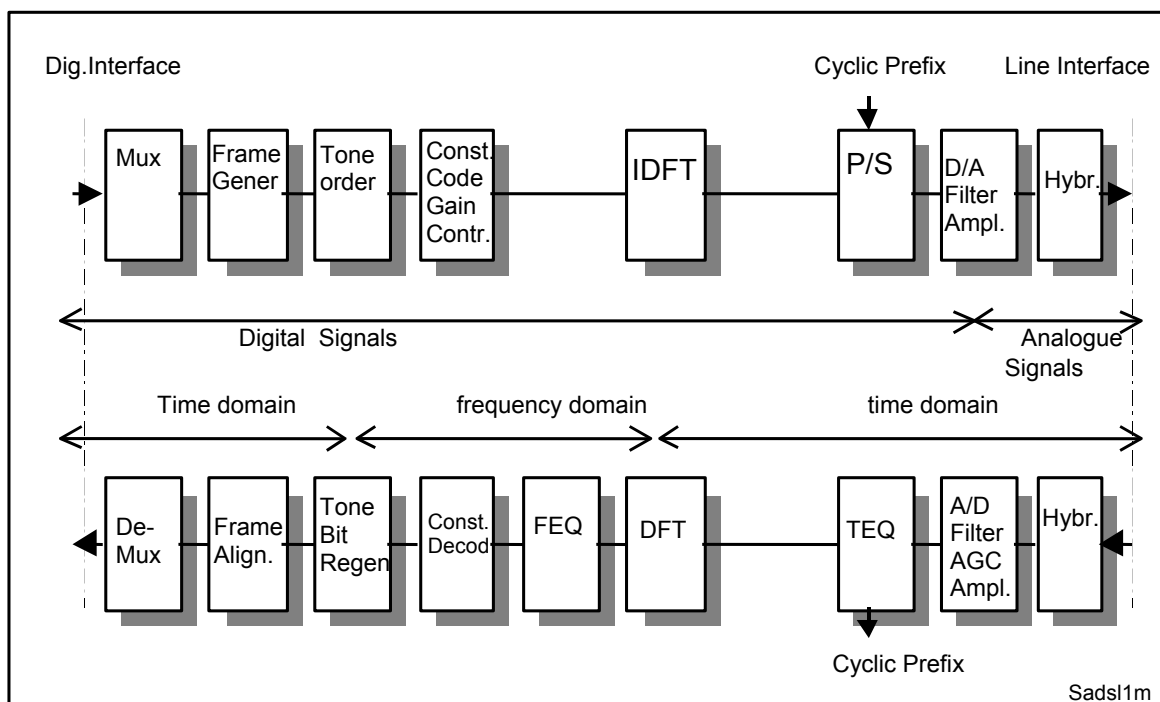 Dig.Interface
Cyclic Prefix
Line Interface
Mux
Frame
Gener
Tone
order
Const.
Code
Gain
Contr.
IDFT
P/S
D/A
Filter
Ampl.
Hybr.
Digital Signals
Analogue
Signals
Time domain
frequency domain
time domain
De-
Mux
Frame
Align.
Tone
Bit
Regen
Const.
Decod
FEQ
DFT
TEQ
A/D
Filter
AGC
Ampl.
Hybr.
Cyclic Prefix
Sadsl1m